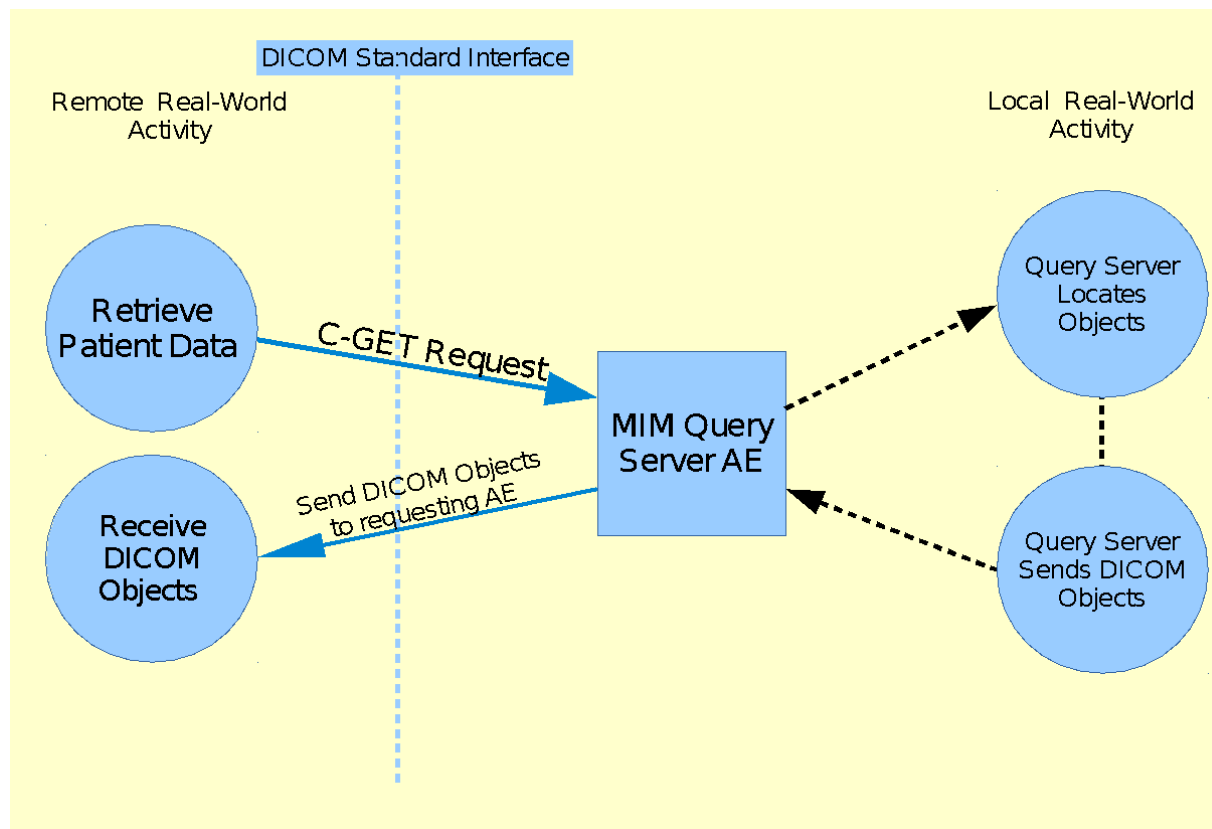 DICOM Standard Interface
Remote Real-World
Activity
Local Real-World
Activity
Retrieve
Patient Data
C-GET Request
MIM Query
Server AE
Query Server
Locates
Objects
Send DICOM Objects
to requesting AE
Receive
DICOM
Objects
Query Server
Sends DICOM
Objects